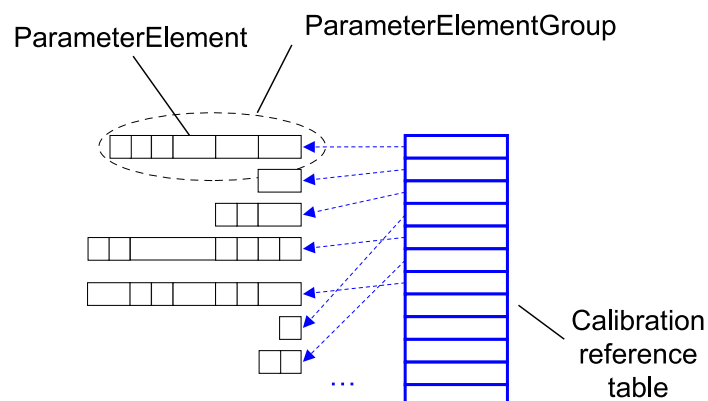 ParameterElement
ParameterElementGroup
Calibration
reference
table
...